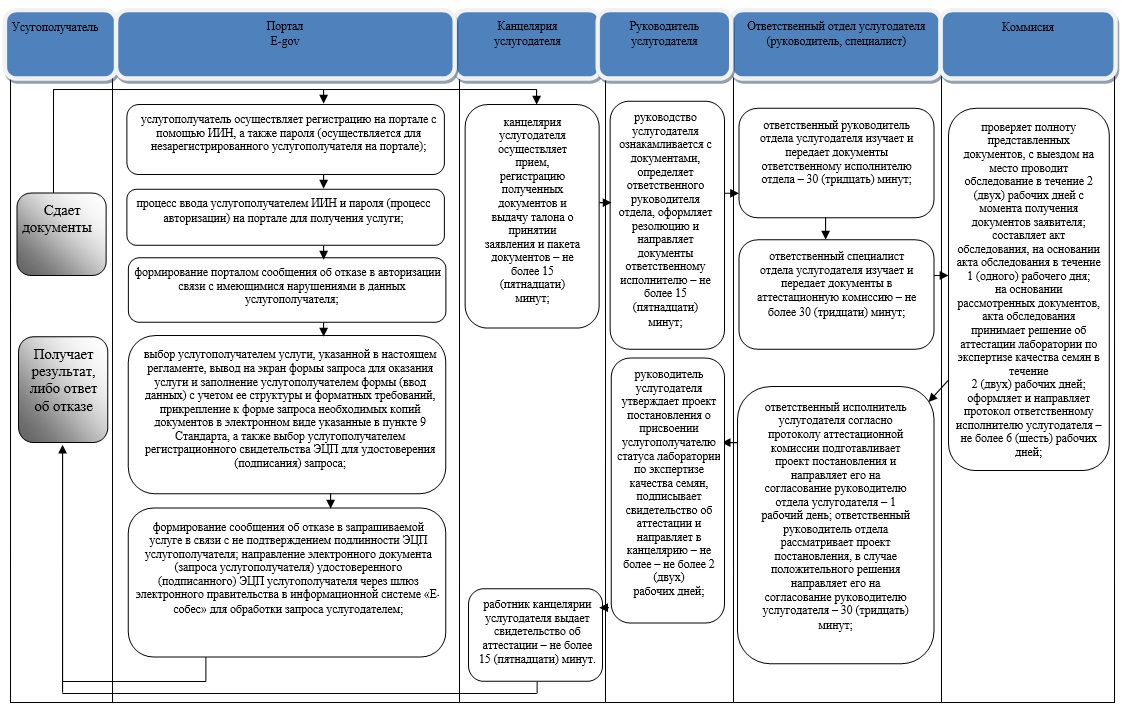 Усугополучатель
Портал
E-gov
Канцелярия
услугодателя
Руководитель
услугодателя
Ответственный отдел услугодателя
(руководитель, специалист)
Коммисия
Сдает
документы
Получает
результат,
либо ответ
об отказе
услугополучатель осуществляет регистрацию на портале с
помощью ИИН, а также пароля (осуществляется для
незарегистрированного услугополучателя на портале);
процесс ввода услугополучателем ИИН и пароля (процесс
авторизации) на портале для получения услуги;
формирование порталом сообщения об отказе в авторизации
связи с имеющимися нарушениями в данных
услугополучателя;
выбор услугополучателем услуги, указанной в настоящем
регламенте, вывод на экран формы запроса для оказания
услуги и заполнение услугополучателем формы (ввод
данных) с учетом ее структуры и форматных требований,
прикрепление к форме запроса необходимых копий
документов в электронном виде указанные в пункте 9
Стандарта, а также выбор услугополучателем
регистрационного свидетельства ЭЦП для удостоверения
(подписания) запроса;
формирование сообщения об отказе в запрашиваемой
услуге в связи с не подтверждением подлинности ЭЦП
услугополучателя; направление электронного документа
(запроса услугополучателя) удостоверенного
(подписанного) ЭЦП услугополучателя через шлюз
электронного правительства в информационной системе «Е-
собес» для обработки запроса услугодателем;
канцелярия
услугодателя
осуществляет
прием,
регистрацию
полученных
документов и
выдачу талона о
принятии
заявления и пакета
документов – не
более 15
(пятнадцати)
минут;
работник канцелярии
услугодателя выдает
свидетельство об
аттестации – не более
15 (пятнадцати) минут.
руководство
услугодателя
ознакамливается с
документами,
определяет
ответственного
руководителя
отдела, оформляет
резолюцию и
направляет
документы
ответственному
исполнителю – не
более 15
(пятнадцати)
минут;
руководитель
услугодателя
утверждает проект
постановления о
присвоении
услугополучателю
статуса лаборатории
по экспертизе
качества семян,
подписывает
свидетельство об
аттестации и
направляет в
канцелярию – не
более – не более 2
(двух)
рабочих дней;
ответственный руководитель
отдела услугодателя изучает и
передает документы
ответственному исполнителю
отдела – 30 (тридцать) минут;
ответственный специалист
отдела услугодателя изучает и
передает документы в
аттестационную комиссию – не
более 30 (тридцати) минут;
ответственный исполнитель
услугодателя согласно
протоколу аттестационной
комиссии подготавливает
проект постановления и
направляет его на
согласование руководителю
отдела услугодателя – 1
рабочий день; ответственный
руководитель отдела
рассматривает проект
постановления, в случае
положительного решения
направляет его на
согласование руководителю
услугодателя – 30 (тридцать)
минут;
проверяет полноту
представленных
документов, с выездом на
место проводит
обследование в течение 2
(двух) рабочих дней с
момента получения
документов заявителя;
составляет акт
обследования, на основании
акта обследования в течение
1 (одного) рабочего дня;
на основании
рассмотренных документов,
акта обследования
принимает решение об
аттестации лаборатории по
экспертизе качества семян в
течение
2 (двух) рабочих дней;
оформляет и направляет
протокол ответственному
исполнителю услугодателя –
не более 6 (шесть) рабочих
дней;